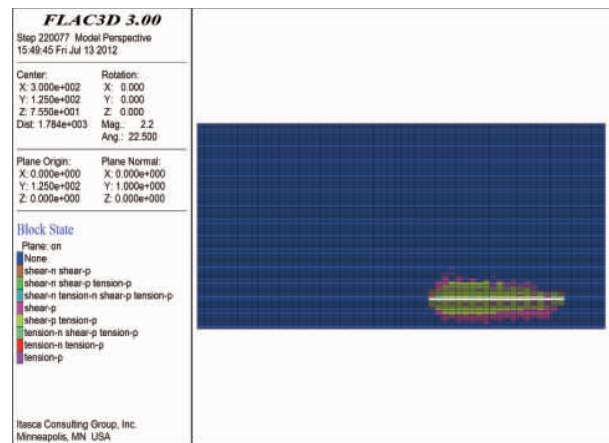 FLAC3D 3.00
Step 220077 Model Perspective
15:49:45 Fri Jul 13 2012
Center: Rotation:
X: 3.000e+002 X: 0.000
Y: 1.250e+002 Y: 0.000
Z: 7.550e+001 Z: 0.000
Dist: 1.784e+003 Mag.: 2.2
Ang.: 22.500
Plane Origin: Plane Normal:
X: 0.000e+000 X: 0.000e+000
Y: 1.250e+002 Y: 1.000e+000
Z: 0.000e+000 Z: 0.000e+000
Block State
Plane: on
None
shear-n shear-p
shear-n shear-p tension-p
shear-n tension-n shear-p tension-p
shear-p
shear-p tension-p
tension-n shear-p tension-p
tension-n tension-p
tension-p
Itasca Consulting Group, Inc.
Minneapolis, MN USA